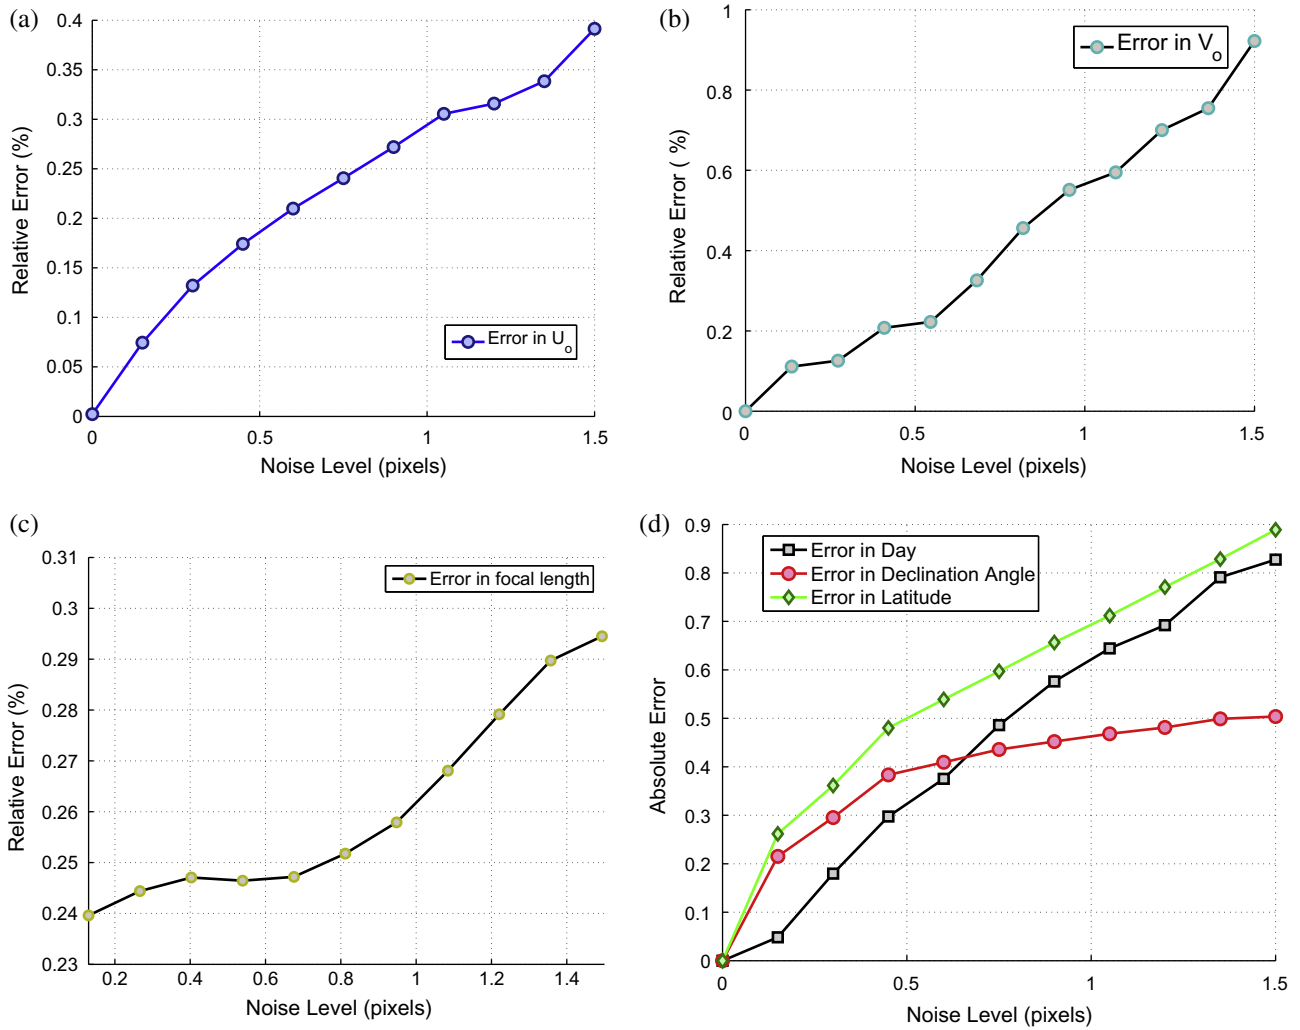 (a)
0.4
0.35
0.3
0.25
0.2
0.15
0.1
0.05
0
Relative Error (%)
0
0.5
1
1.5
Noise Level (pixels)
Error in Uo
(b)
1
0.8
0.6
0.4
0.2
0
Relative Error ( %)
0
0.5
1
1.5
Noise Level (pixels)
Error in Vo
(c)
0.31
0.3
0.29
0.28
0.27
0.26
0.25
0.24
0.23
Relative Error (%)
0.2
0.4
0.6
0.8
1
1.2
1.4
Noise Level (pixels)
Error in focal length
(d)
0.9
0.8
0.7
0.6
0.5
0.4
0.3
0.2
0.1
0
Absolute Error
0
0.5
1
1.5
Noise Level (pixels)
Error in Day
Error in Declination Angle
Error in Latitude